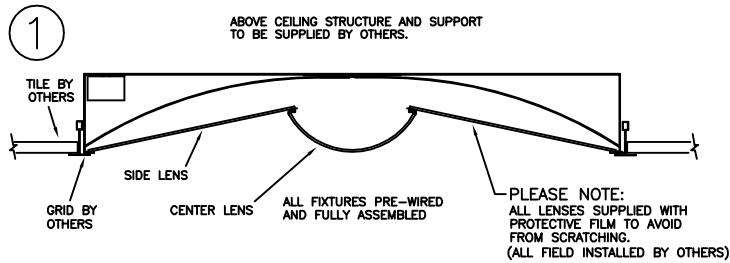 1
ABOVE CEILING STRUCTURE AND SUPPORT
TO BE SUPPLIED BY OTHERS.
TILE BY
OTHERS
SIDE LENS
GRID BY
OTHERS
CENTER LENS
ALL FIXTURES PRE-WIRED
AND FULLY ASSEMBLED
PLEASE NOTE:
ALL LENSES SUPPLIED WITH
PROTECTIVE FILM TO AVOID
FROM SCRATCHING.
(ALL FIELD INSTALLED BY OTHERS)